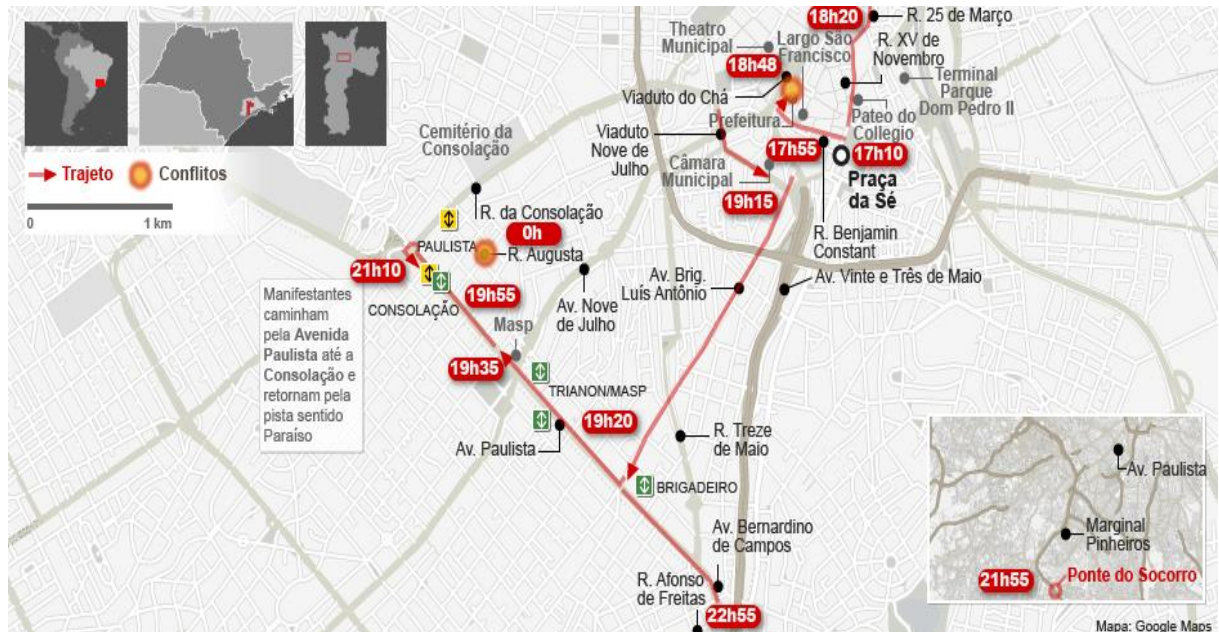 18h20
R. 25 de Março
Theatro
Municipal
Largo São
Francisco
R. XV de
Novembro
18h48
Terminal
Parque
Dom Pedro II
Viaduto do Chá
Prefeitura
Pateo do
Collegio
Cemitério da
Consolação
Viaduto
Nove de
Julho
17h55
17h10
Câmara
Municipal
Praça
da Sé
19h15
Trajeto
Conflitos
0
1 km
R. da Consolação
0h
R. Augusta
R. Benjamin
Constant
PAULISTA
21h10
Av. Brig.
Luís Antônio
Av. Vinte e Três de Maio
Manifestantes
caminham
pela Avenida
Paulista até a
Consolação e
retornam pela
pista sentido
Paraíso
CONSOLAÇÃO
19h55
Av. Nove
de Julho
Masp
19h35
TRIANON/MASP
19h20
Av. Paulista
R. Treze
de Maio
BRIGADEIRO
Av. Bernardino
de Campos
R. Afonso
de Freitas
22h55
Av. Paulista
Marginal
Pinheiros
21h55
Ponte do Socorro
Mapa: Google Maps